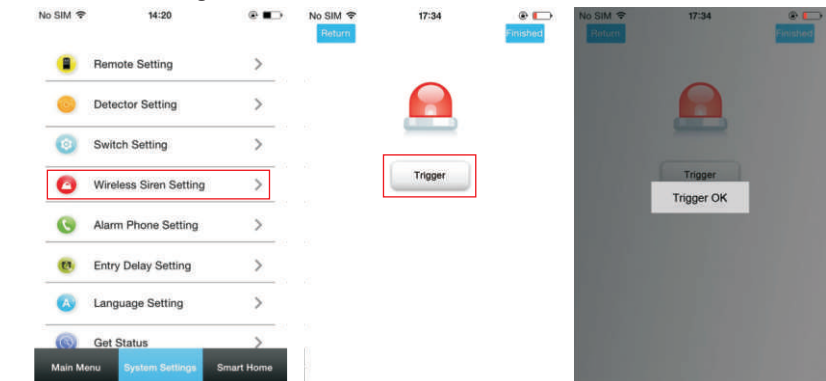 No SIM 14:20
Remote Setting
Detector Setting
Switch Setting
Wireless Siren Setting
Alarm Phone Setting
Entry Delay Setting
Language Setting
Get Status
Main Menu System Settings Smart Home
No SIM 17:34
Return Finished
Trigger
No SIM 17:34
Return Finished
Trigger
Trigger OK